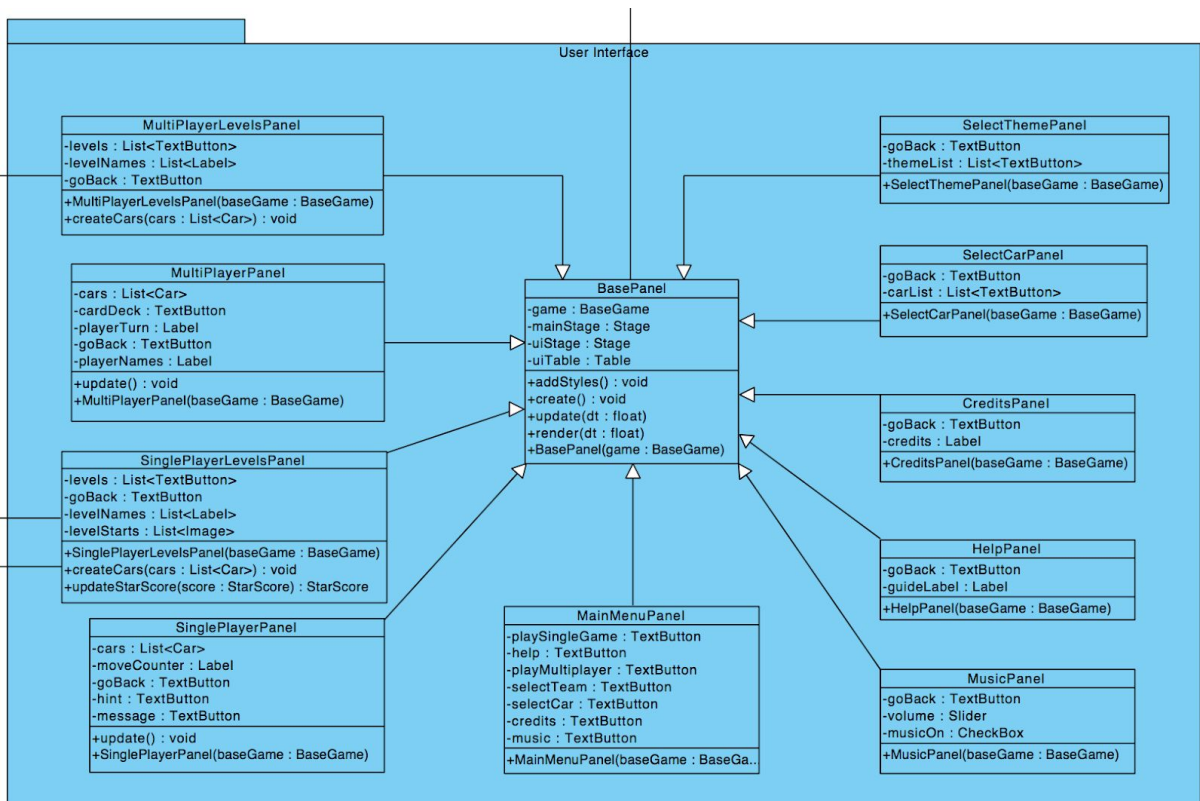 User Interface
MultiPlayerLevelsPanel
-levels : List<TextButton>
-levelNames : List<Label>
-goBack : TextButton
+MultiPlayerLevelsPanel(baseGame : BaseGame)
+createCars(cars : List<Car>) : void
MultiPlayerPanel
-cars : List<Car>
-cardDeck : TextButton
-playerTurn : Label
-goBack : TextButton
-playerNames : Label
+update() : void
+MultiPlayerPanel(baseGame : BaseGame)
SinglePlayerLevelsPanel
-levels : List<TextButton>
-goBack : TextButton
-levelNames : List<Label>
-levelStarts : List<Image>
+SinglePlayerLevelsPanel(baseGame : BaseGame)
+createCars(cars : List<Car>) : void
+updateStarScore(score : StarScore) : StarScore
SinglePlayerPanel
-cars : List<Car>
-moveCounter : Label
-goBack : TextButton
-hint : TextButton
-message : TextButton
+update() : void
+SinglePlayerPanel(baseGame : BaseGame)
BasePanel
-game : BaseGame
-mainStage : Stage
-uiStage : Stage
-uiTable : Table
+addStyles() : void
+create() : void
+update(dt : float)
+render(dt : float)
+BasePanel(game : BaseGame)
MainMenuPanel
-playSingleGame : TextButton
-help : TextButton
-playMultiplayer : TextButton
-selectTeam : TextButton
-selectCar : TextButton
-credits : TextButton
-music : TextButton
+MainMenuPanel(baseGame : BaseGa...
SelectThemePanel
-goBack : TextButton
-themeList : List<TextButton>
+SelectThemePanel(baseGame : BaseGame)
SelectCarPanel
-goBack : TextButton
-carList : List<TextButton>
+SelectCarPanel(baseGame : BaseGame)
CreditsPanel
-goBack : TextButton
-credits : Label
+CreditsPanel(baseGame : BaseGame)
HelpPanel
-goBack : TextButton
-guideLabel : Label
+HelpPanel(baseGame : BaseGame)
MusicPanel
-goBack : TextButton
-volume : Slider
-musicOn : CheckBox
+MusicPanel(baseGame : BaseGame)